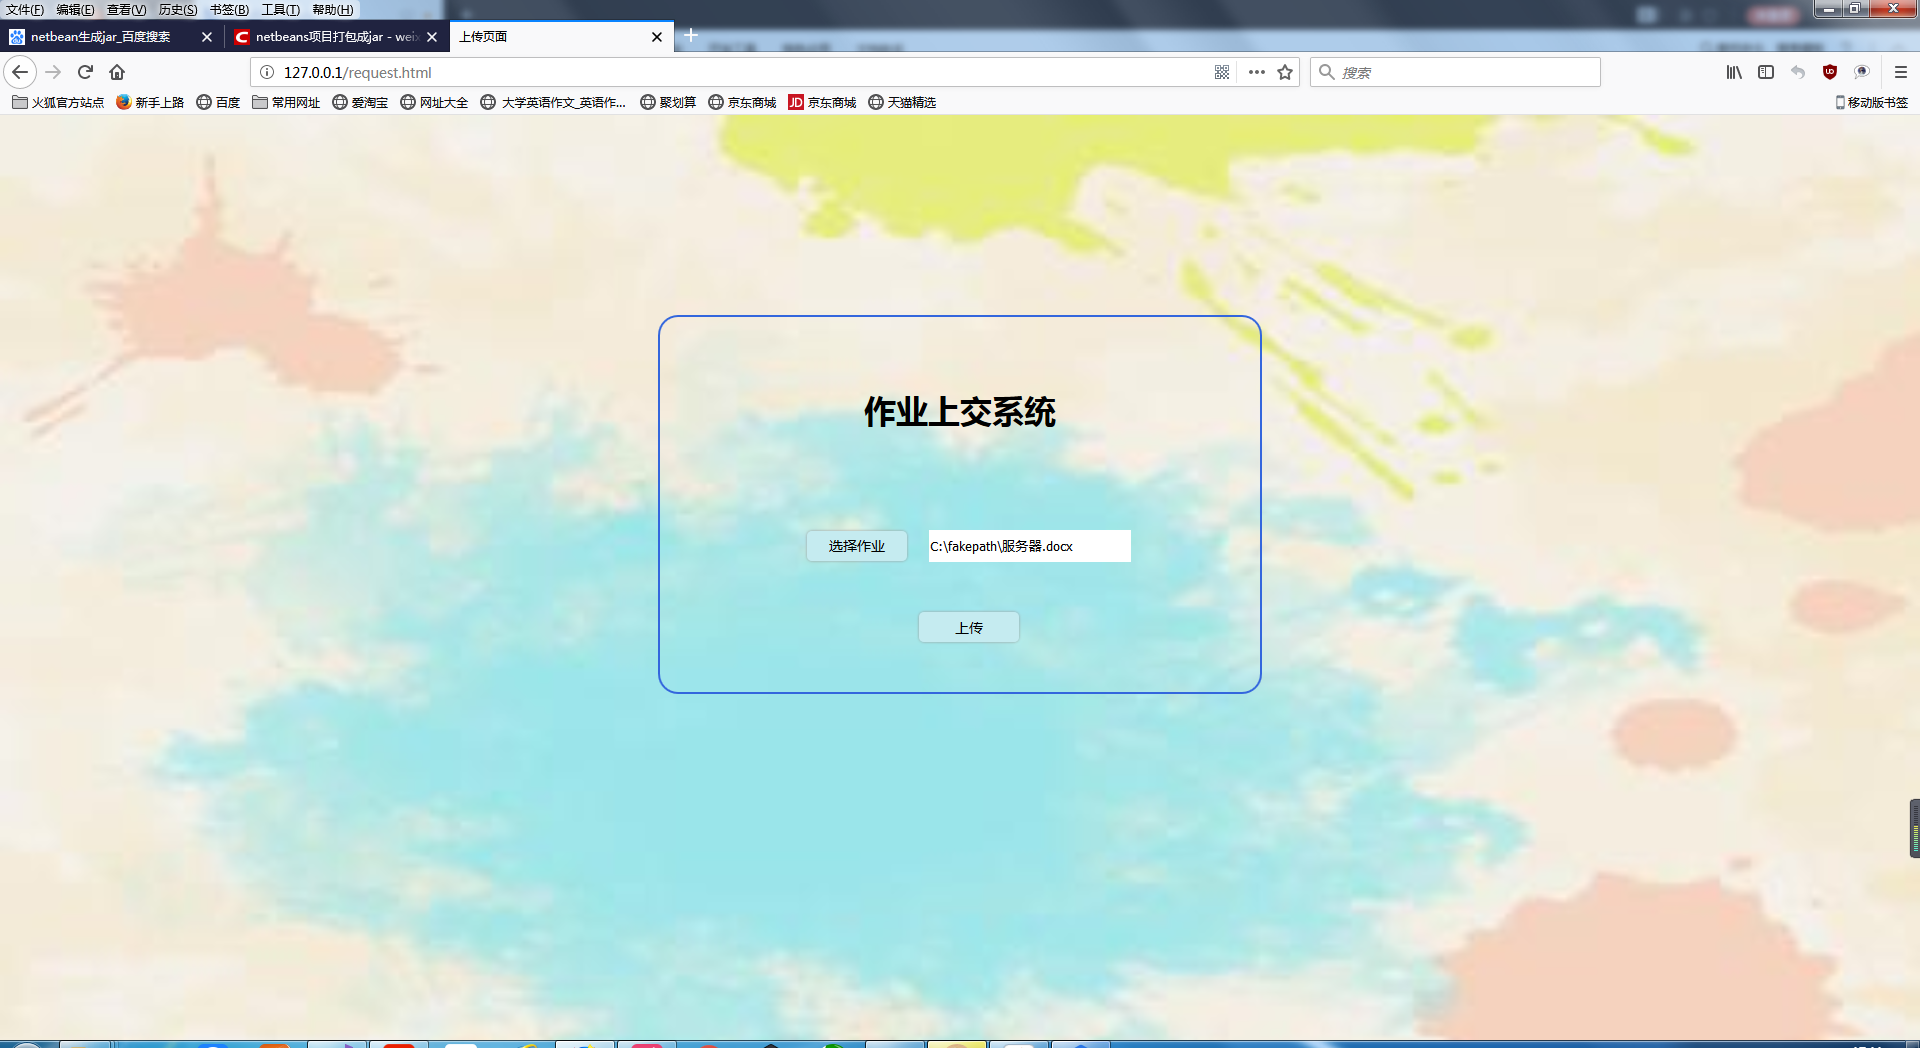 文件(F) 编辑(E) 查看(V) 历史(S) 书签(B) 工具(T) 帮助(H)
netbean生成jar_百度搜索 netbeans项目打包成jar - wei 上传页面
127.0.0.1/request.html 搜索
火狐官方站点 新手上路 百度 常用网址 爱淘宝 网址大全 大学英语作文_英语作... 聚划算 京东商城 JD 京东商城 天猫精选 移动版书签
作业上交系统
选择作业 C:\fakepath\服务器.docx
上传